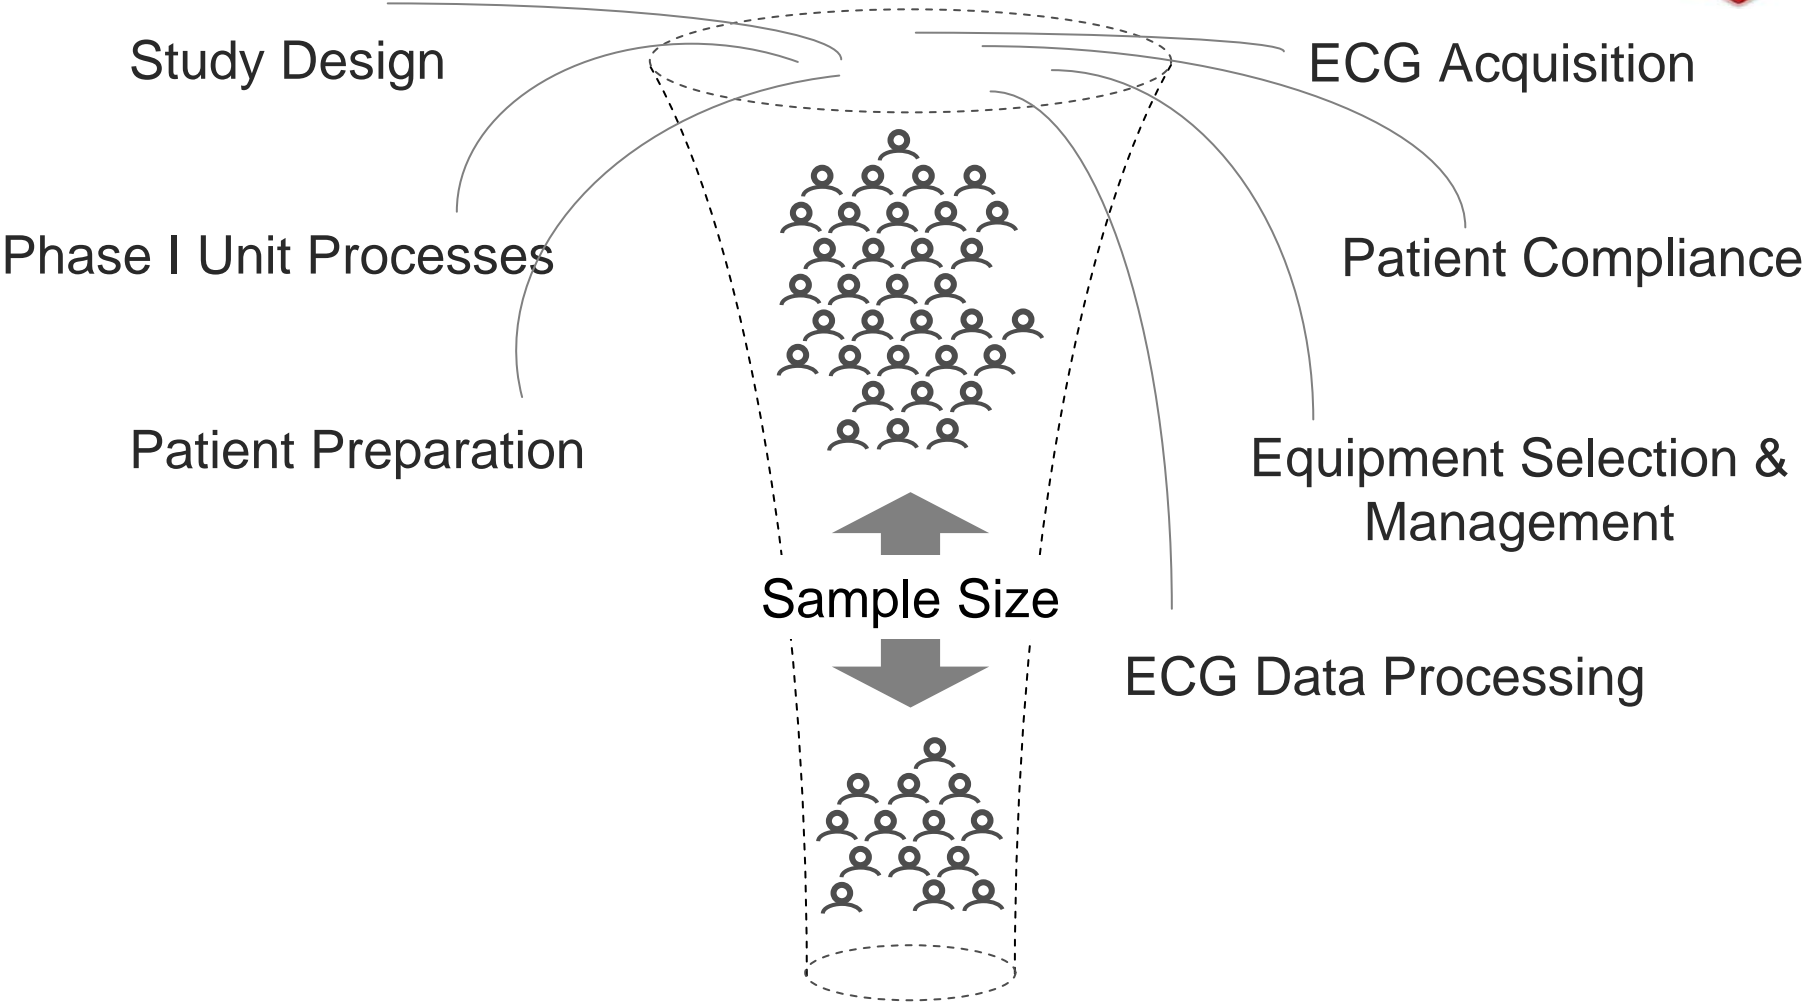 Study Design
ECG Acquisition
Phase I Unit Processes
Patient Compliance
Patient Preparation
Equipment Selection &
Management
Sample Size
ECG Data Processing